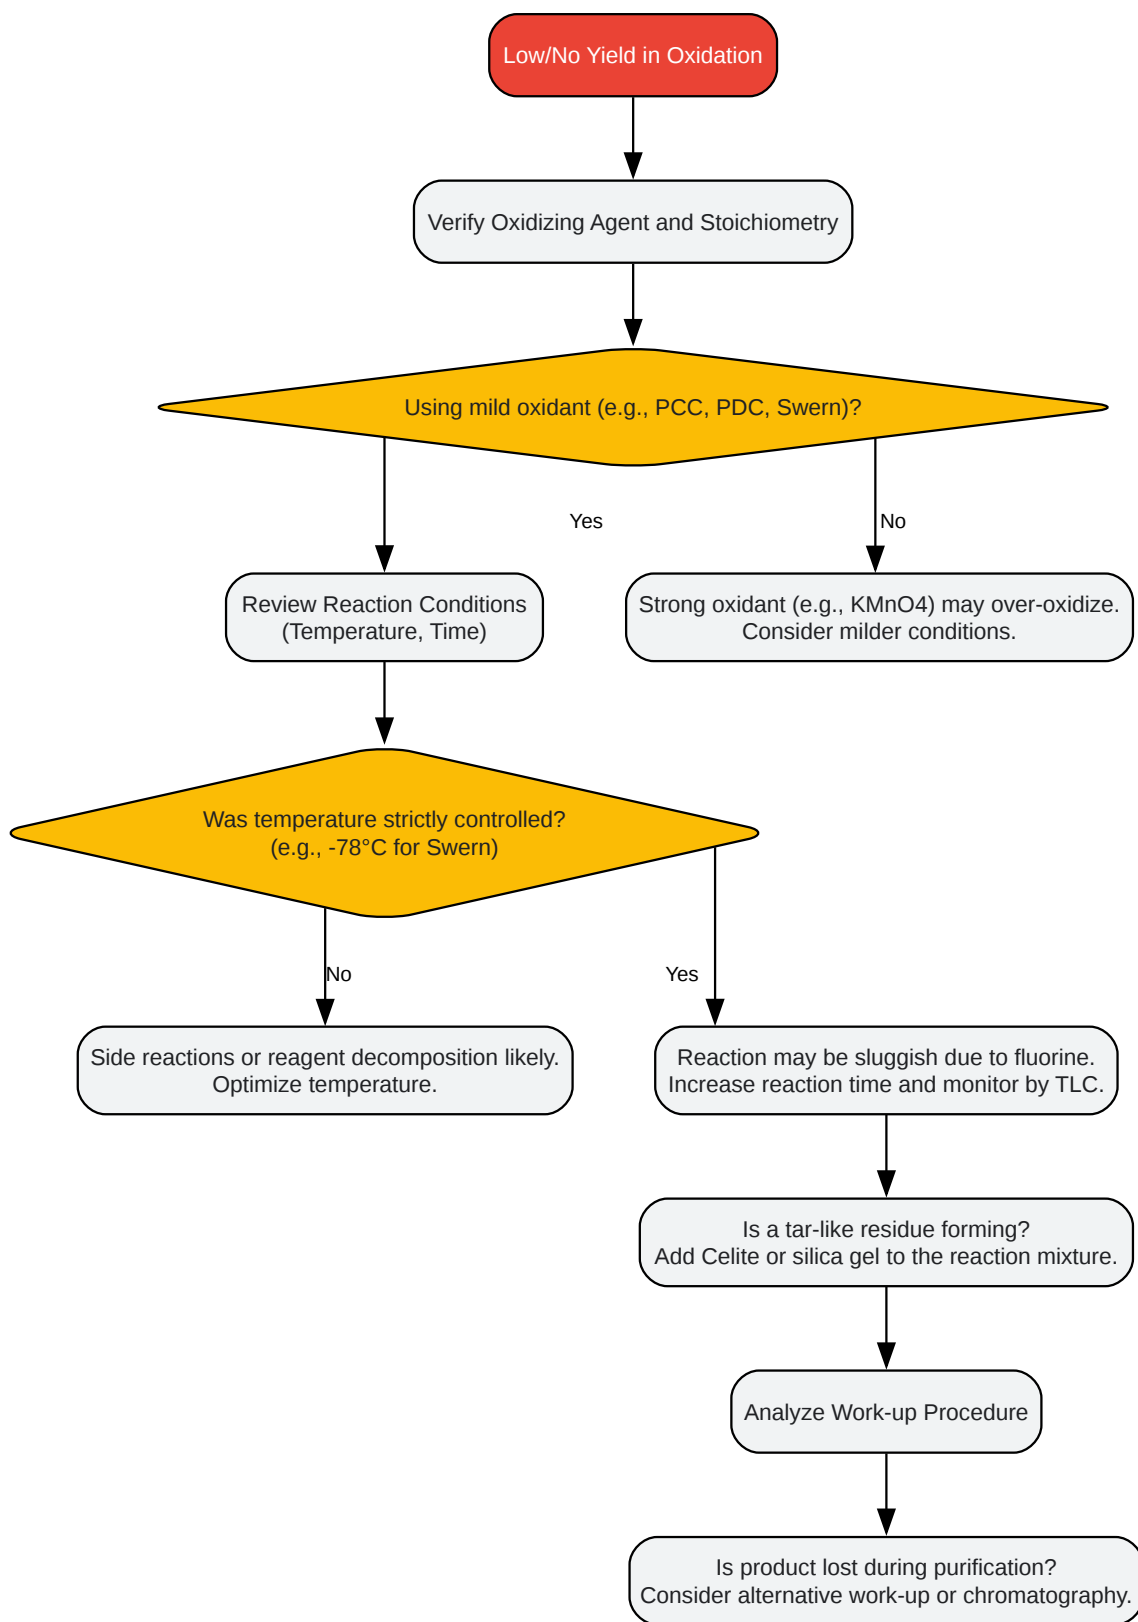 Low/No Yield in Oxidation
Verify Oxidizing Agent and Stoichiometry
Using mild oxidant (e.g., PCC, PDC, Swern)?
Yes
No
Review Reaction Conditions
(Temperature, Time)
Strong oxidant (e.g., KMnO4) may over-oxidize.
Consider milder conditions.
Was temperature strictly controlled?
(e.g., -78°C for Swern)
No
Yes
Side reactions or reagent decomposition likely.
Optimize temperature.
Reaction may be sluggish due to fluorine.
Increase reaction time and monitor by TLC.
Is a tar-like residue forming?
Add Celite or silica gel to the reaction mixture.
Analyze Work-up Procedure
Is product lost during purification?
Consider alternative work-up or chromatography.